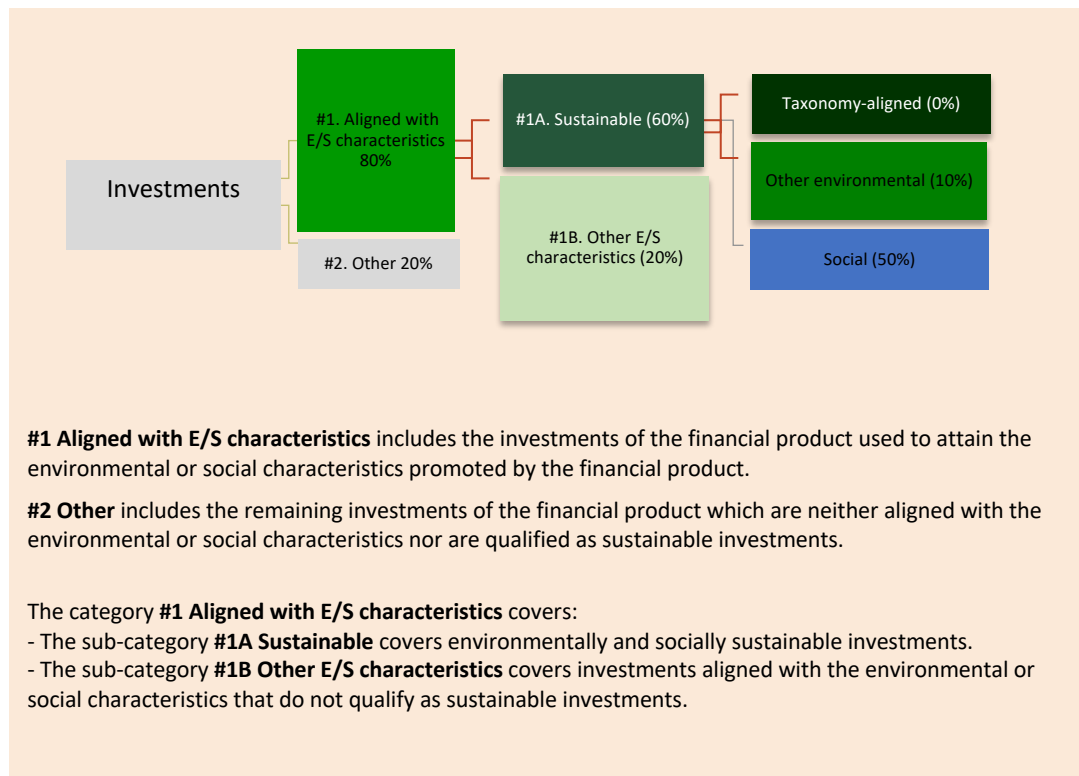 Investments
#1. Aligned with
E/S characteristics
80%
#2. Other 20%
#1A. Sustainable (60%)
#1B. Other E/S
characteristics (20%)
Taxonomy-aligned (0%)
Other environmental (10%)
Social (50%)
#1 Aligned with E/S characteristics includes the investments of the financial product used to attain the
environmental or social characteristics promoted by the financial product.
#2 Other includes the remaining investments of the financial product which are neither aligned with the
environmental or social characteristics nor are qualified as sustainable investments.
The category #1 Aligned with E/S characteristics covers:
- The sub-category #1A Sustainable covers environmentally and socially sustainable investments.
- The sub-category #1B Other E/S characteristics covers investments aligned with the environmental or
social characteristics that do not qualify as sustainable investments.